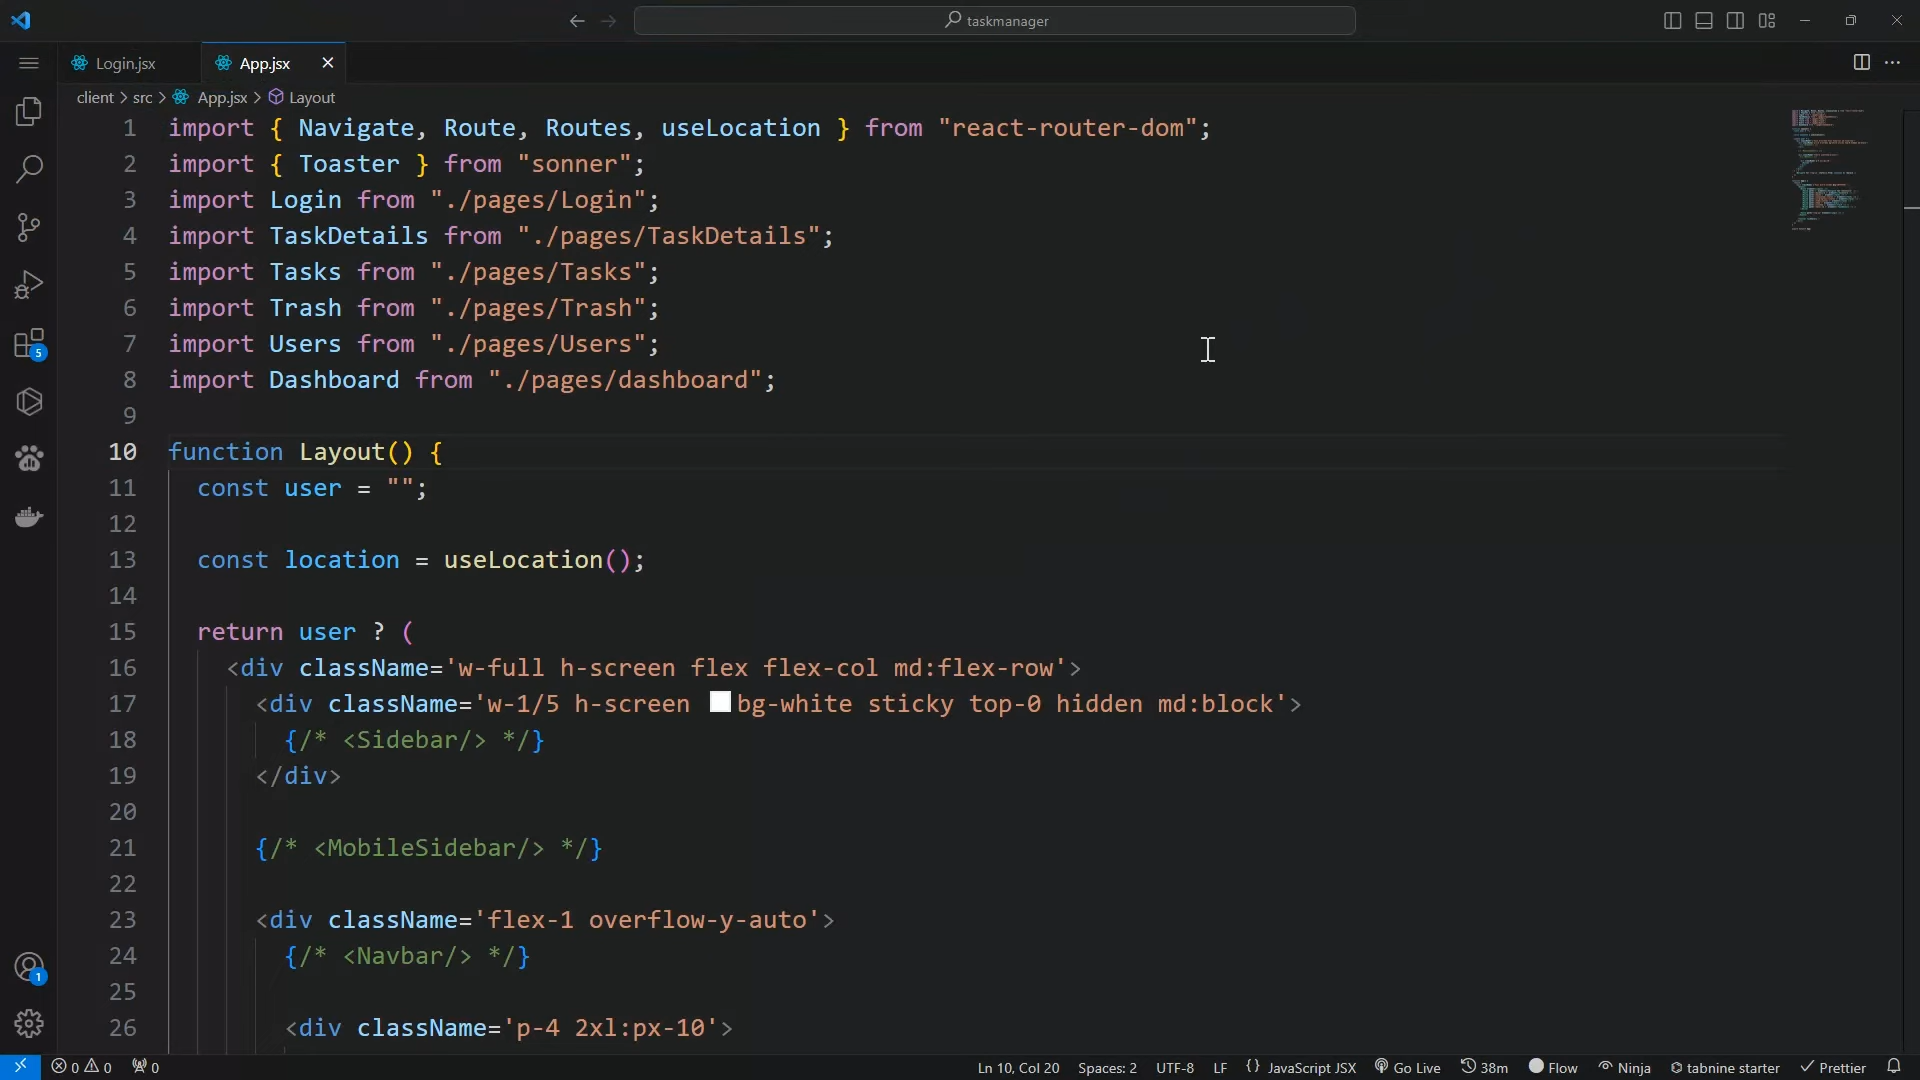 taskmanager
Login.jsx
App.jsx
client > src > App.jsx > Layout
1 import { Navigate, Route, Routes, useLocation } from "react-router-dom";
2 import { Toaster } from "sonner";
3 import Login from "./pages/Login";
4 import TaskDetails from "./pages/TaskDetails";
5 import Tasks from "./pages/Tasks";
6 import Trash from "./pages/Trash";
7 import Users from "./pages/Users";
8 import Dashboard from "./pages/dashboard";
9
10 function Layout() {
11 const user = "";
12
13 const location = useLocation();
14
15 return user ? (
16 <div className='w-full h-screen flex flex-col md:flex-row'>
17 <div className='w-1/5 h-screen bg-white sticky top-0 hidden md:block'>
18 {/* <Sidebar/> */}
19 </div>
20
21 {/* <MobileSidebar/> */}
22
23 <div className='flex-1 overflow-y-auto'>
24 {/* <Navbar/> */}
25
26 <div className='p-4 2xl:px-10'>
5
1
0 0 0 Ln 10, Col 20 Spaces: 2 UTF-8 LF {} JavaScript JSX Go Live 38m Flow Ninja tabnine starter Prettier